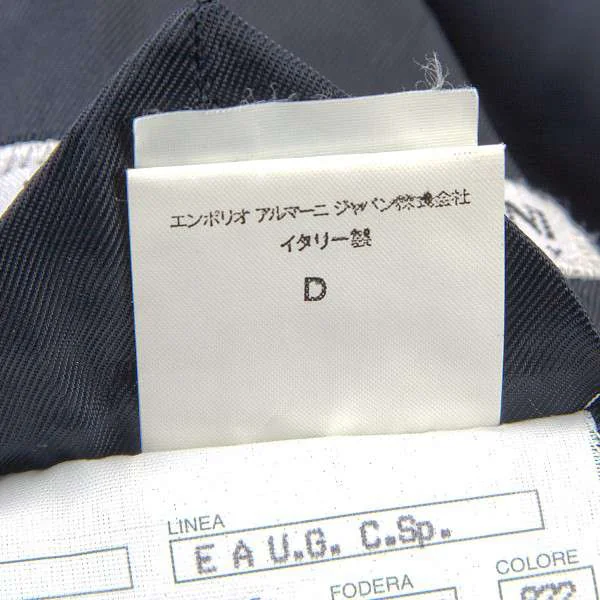 エンポリオ アルマーニ ジャパン株式会社
イタリー製
D
LINEA
E A U.G. C.Sp.
FODERA
COLORE